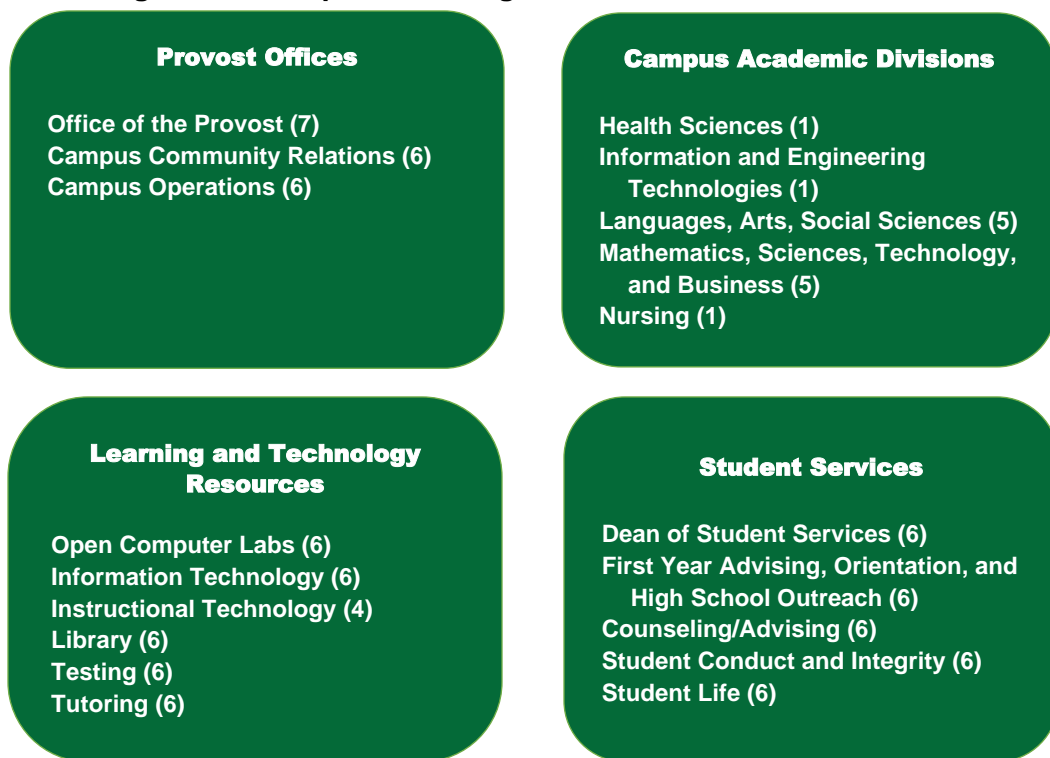 Provost Offices
Office of the Provost (7)
Campus Community Relations (6)
Campus Operations (6)
Campus Academic Divisions
Health Sciences (1)
Information and Engineering
Technologies (1)
Languages, Arts, Social Sciences (5)
Mathematics, Sciences, Technology,
and Business (5)
Nursing (1)
Learning and Technology
Resources
Open Computer Labs (6)
Information Technology (6)
Instructional Technology (4)
Library (6)
Testing (6)
Tutoring (6)
Student Services
Dean of Student Services (6)
First Year Advising, Orientation, and
High School Outreach (6)
Counseling/Advising (6)
Student Conduct and Integrity (6)
Student Life (6)